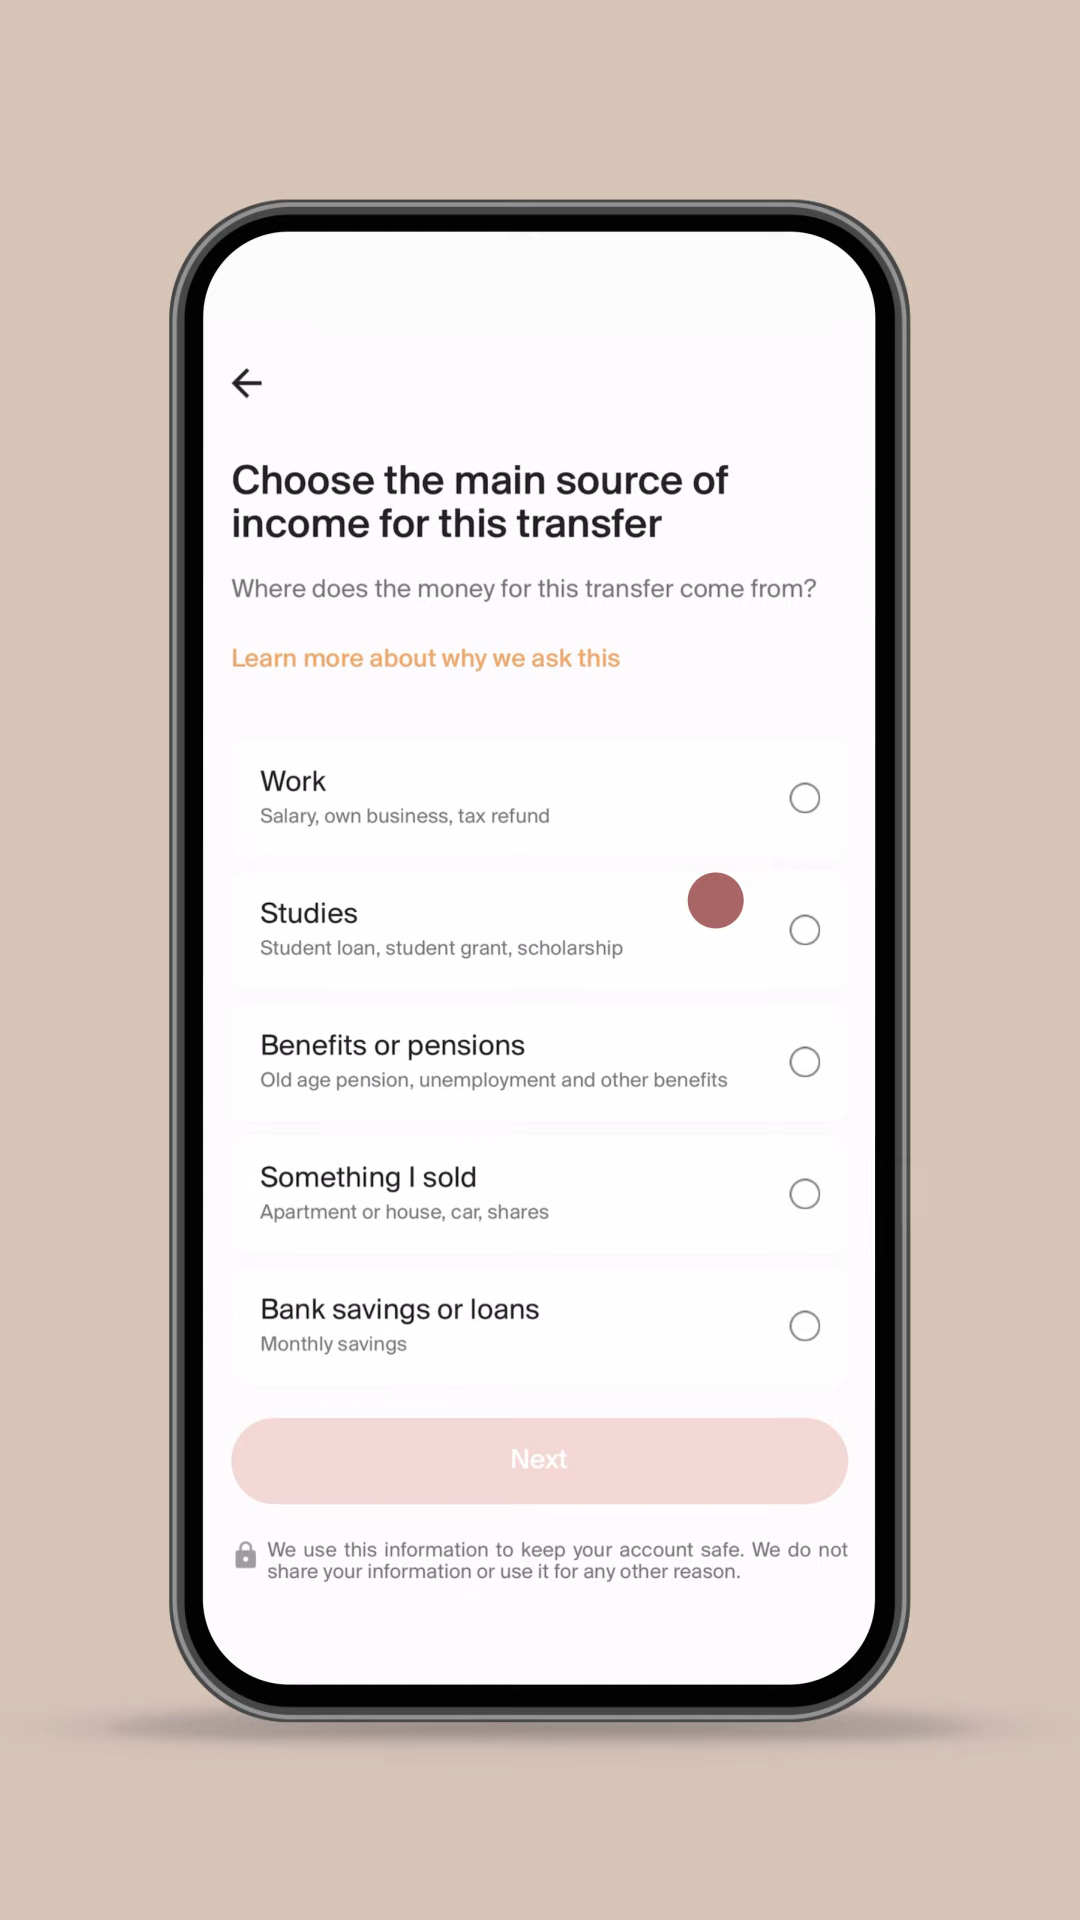 Choose the main source of
income for this transfer
Where does the money for this transfer come from?
Learn more about why we ask this
Work
Salary, own business, tax refund
Studies
Student loan, student grant, scholarship
Benefits or pensions
Old age pension, unemployment and other benefits
Something I sold
Apartment or house, car, shares
Bank savings or loans
Monthly savings
Next
We use this information to keep your account safe. We do not
share your information or use it for any other reason.